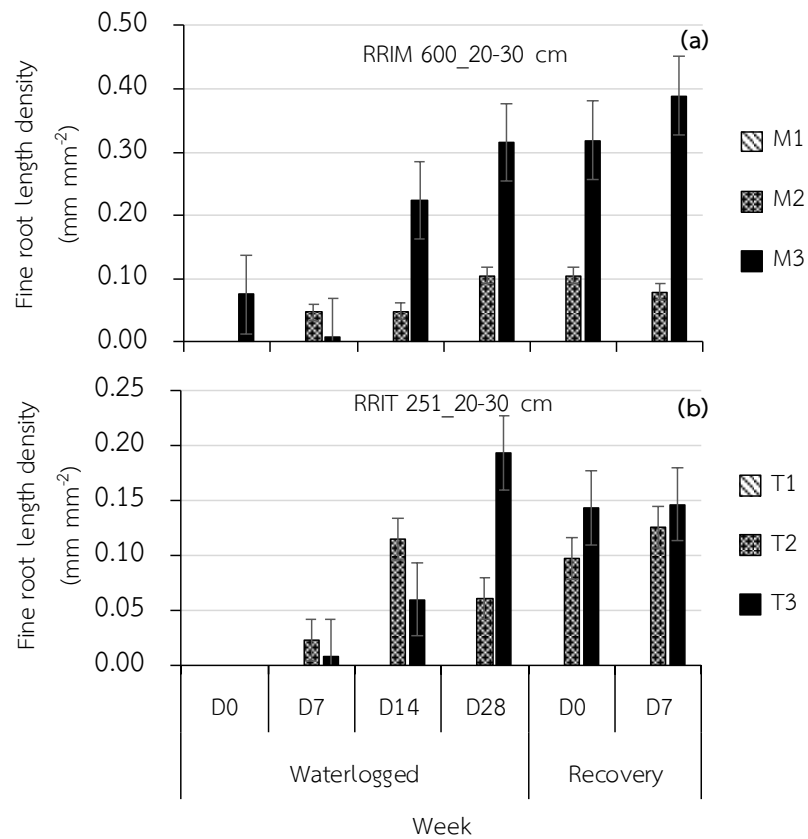 0.50
0.40
0.30
0.20
0.10
0.00
Fine root length density
(mm mm-2)
RRIM 600_20-30 cm
(a)
M1
M2
M3
0.25
0.20
0.15
0.10
0.05
0.00
Fine root length density
(mm mm-2)
RRIT 251_20-30 cm
(b)
T1
T2
T3
D0 D7 D14 D28 D0 D7
Waterlogged Recovery
Week